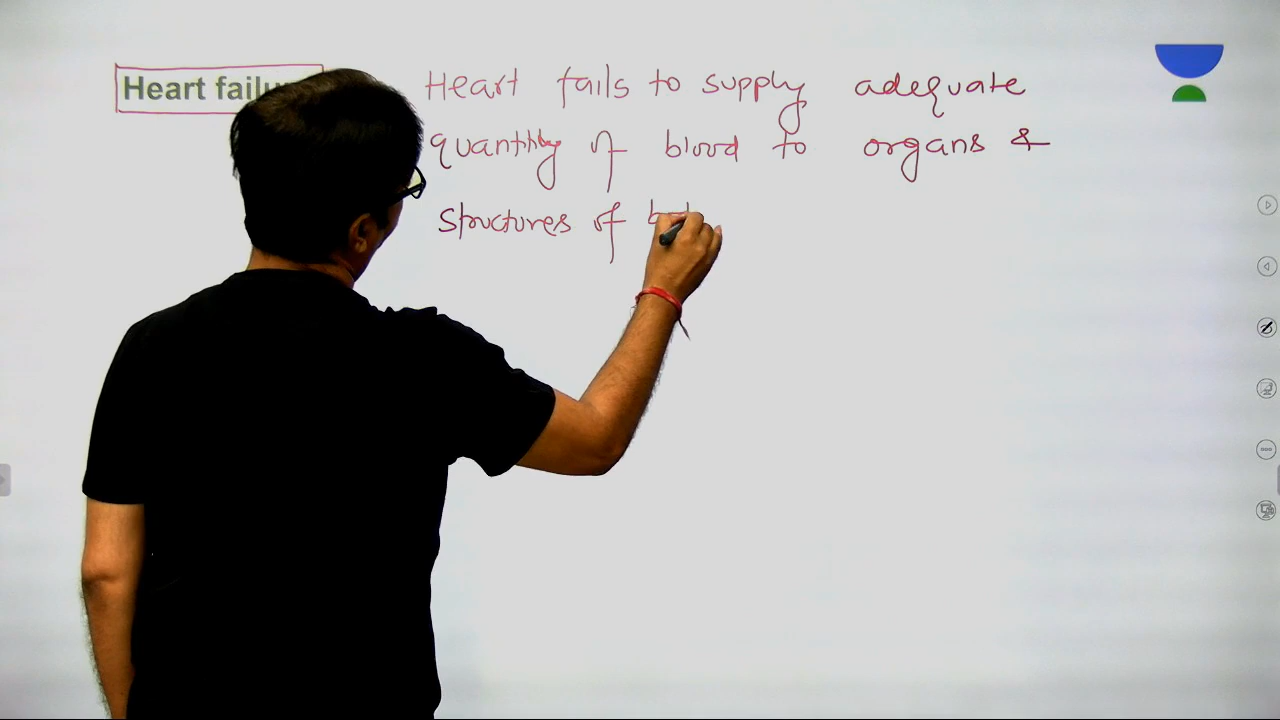 Heart failu
Heart fails to supply adequate
quantity of blood to organs &
structures of